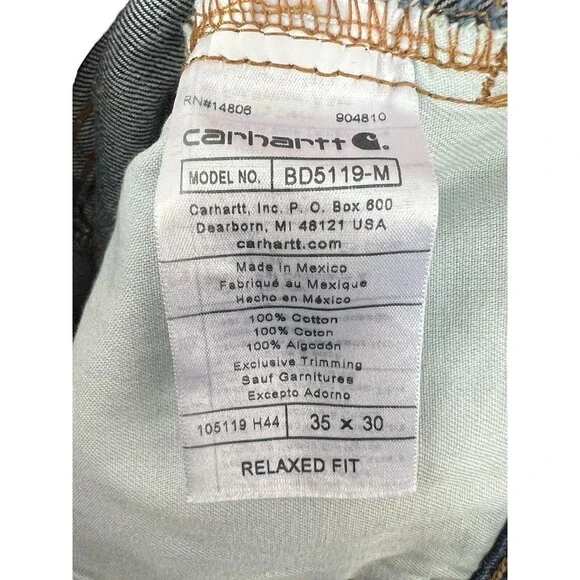 RN#14806 904810
carhartt
MODEL NO. BD5119-M
Carhartt, Inc. P. O. Box 600
Dearborn, MI 48121 USA
carhartt.com
Made in Mexico
Fabriqué au Mexique
Hecho en México
100% Cotton
100% Coton
100% Algodón
Exclusive Trimming
Sauf Garnitures
Excepto Adorno
105119 H44 35 x 30
RELAXED FIT